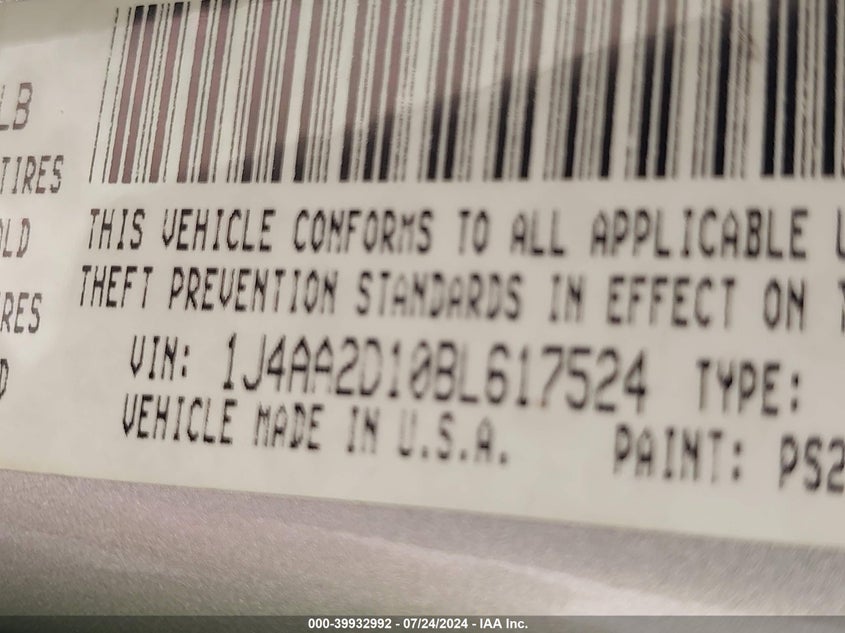 LB
TIRES
OLD
RES
D
THIS VEHICLE CONFORMS TO ALL APPLICABLE U
THEFT PREVENTION STANDARDS IN EFFECT ON T
VIN: 1J4AA2D10BL617524 TYPE:
VEHICLE MADE IN U.S.A. PAINT: PS2
000-39932992 - 07/24/2024 - IAA Inc.